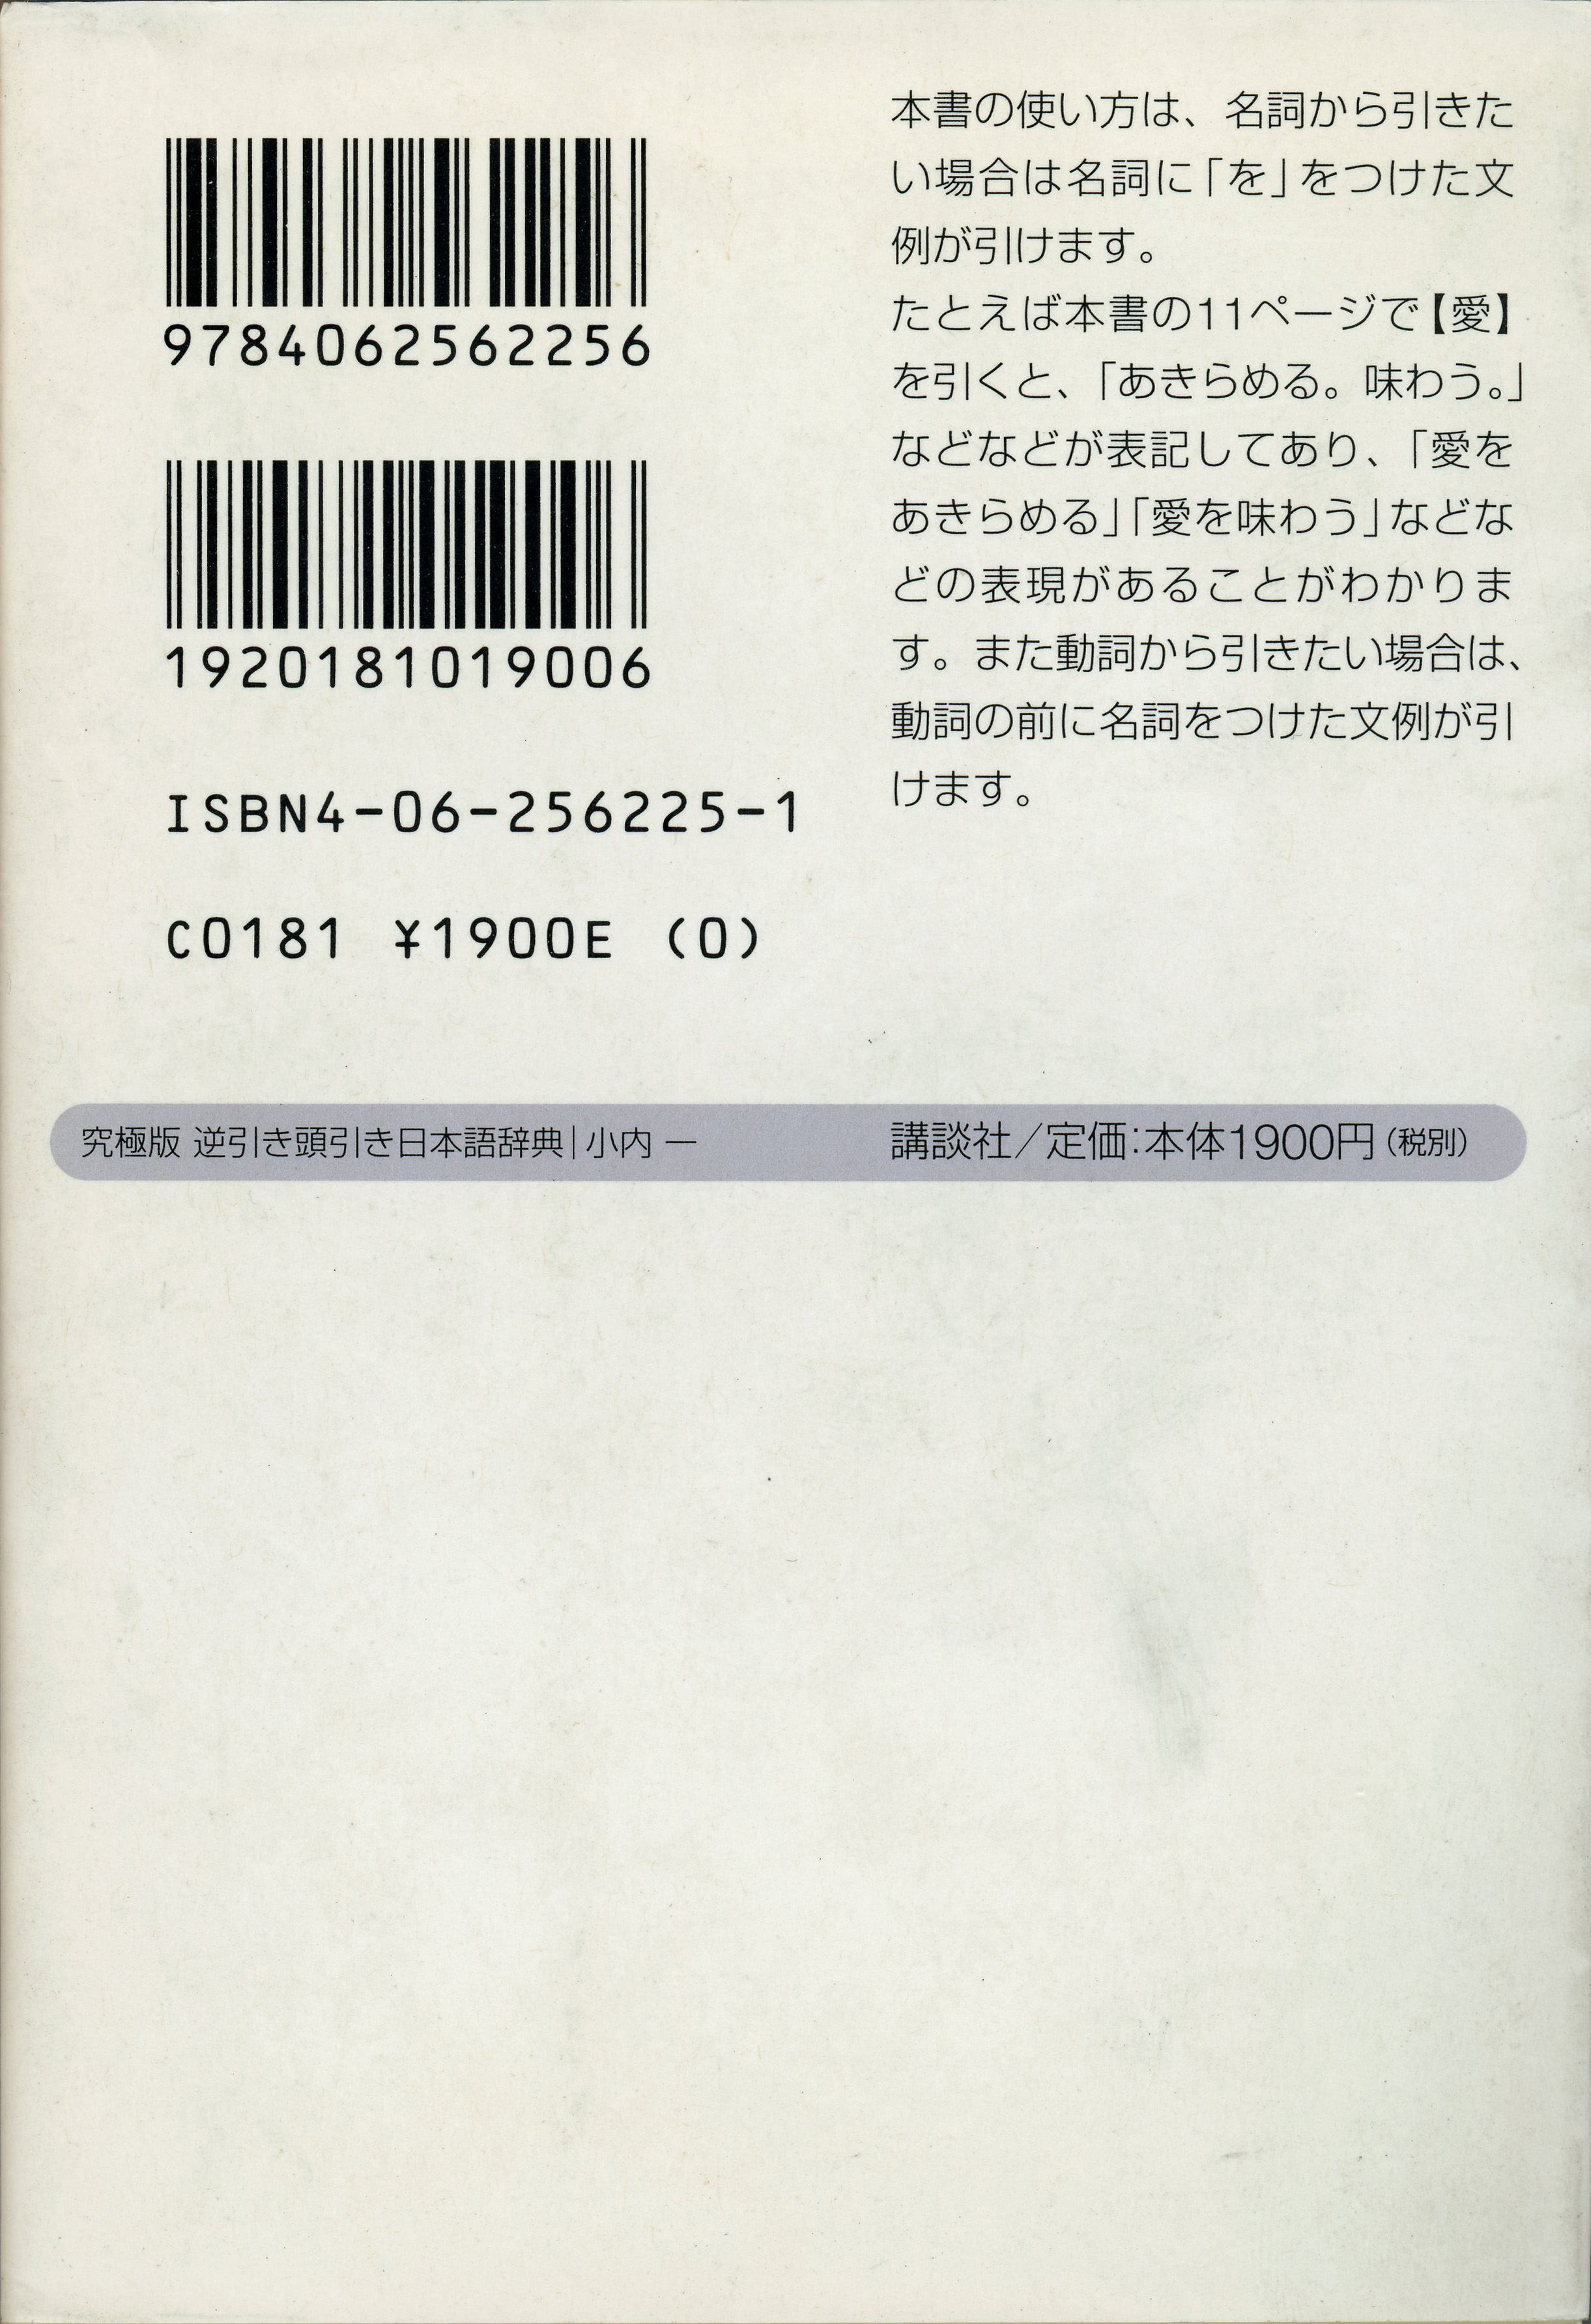 9784062562256
1920181019006
ISBN4-06-256225-1
C0181 ¥1900E (0)
本書の使い方は、名詞から引きた
い場合は名詞に「を」をつけた文
例が引けます。
たとえば本書の11ページで【愛】
を引くと、「あきらめる。味わう。」
などなどが表記してあり、「愛を
あきらめる」「愛を味わう」などな
どの表現があることがわかりま
す。また動詞から引きたい場合は、
動詞の前に名詞をつけた文例が引
けます。
究極版 逆引き頭引き日本語辞典|小内 一
講談社/定価:本体1900円(税別)